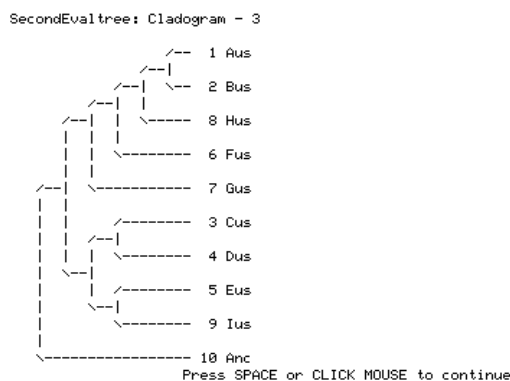 SecondEvaltree: Cladogram - 3
1 Aus
2 Bus
8 Hus
6 Fus
7 Gus
3 Cus
4 Dus
5 Eus
9 Ius
10 Anc
Press SPACE or CLICK MOUSE to continue